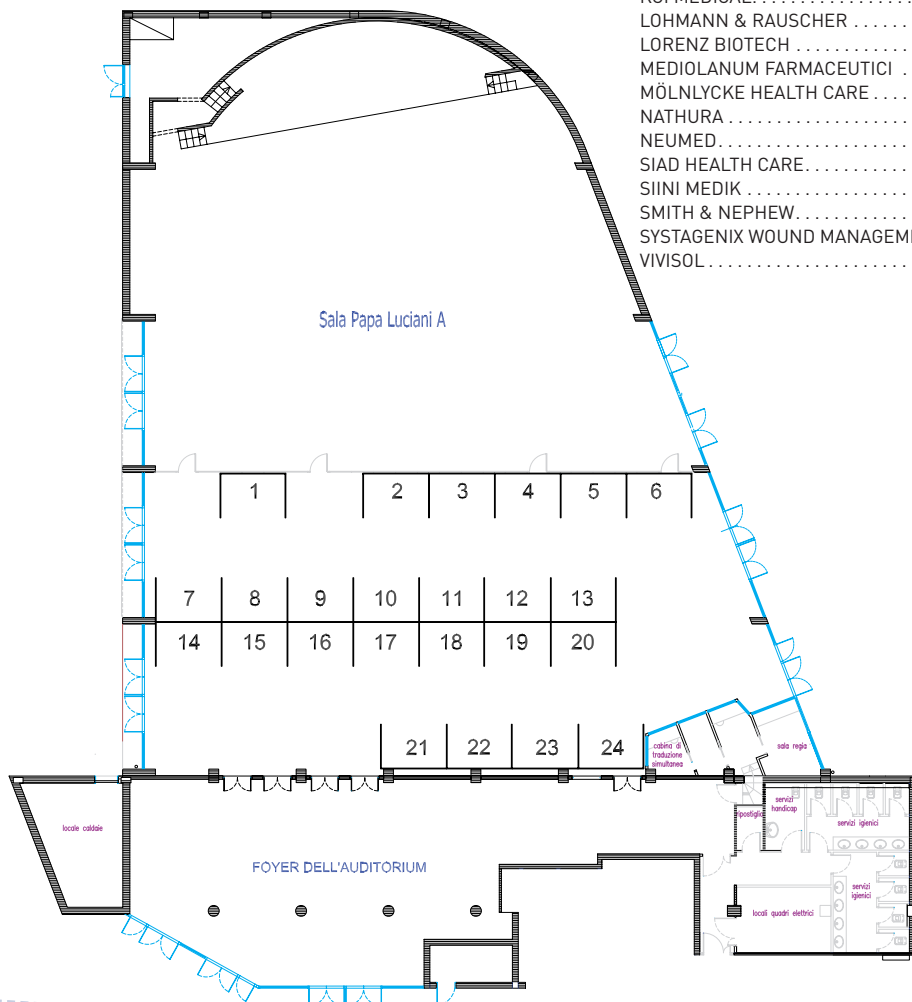 LOHMANN & RAUSCHER . . . . . .
LORENZ BIOTECH . . . . . . . . . . . .
MEDIOLANUM FARMACEUTICI .
MÖLNLYCKE HEALTH CARE . . . .
NATHURA . . . . . . . . . . . . . . . . . . .
NEUMED. . . . . . . . . . . . . . . . . . . .
SIAD HEALTH CARE. . . . . . . . . . .
SIINI MEDIK . . . . . . . . . . . . . . . . .
SMITH & NEPHEW. . . . . . . . . . . .
SYSTAGENIX WOUND
VIVISOL . . . . . . . . . . . . . . . . . . . . .
Sala Papa Luciani A
1 2 3 4 5 6
7 8 9 10 11 12 13
14 15 16 17 18 19 20
21 22 23 24
cabina di
traduzione
simultanea
sala regia
locale caldaie
ripostiglio
servizi
handicap
servizi igienici
FOYER DELL'AUDITORIUM
locali quadri elettrici
servizi
igienici